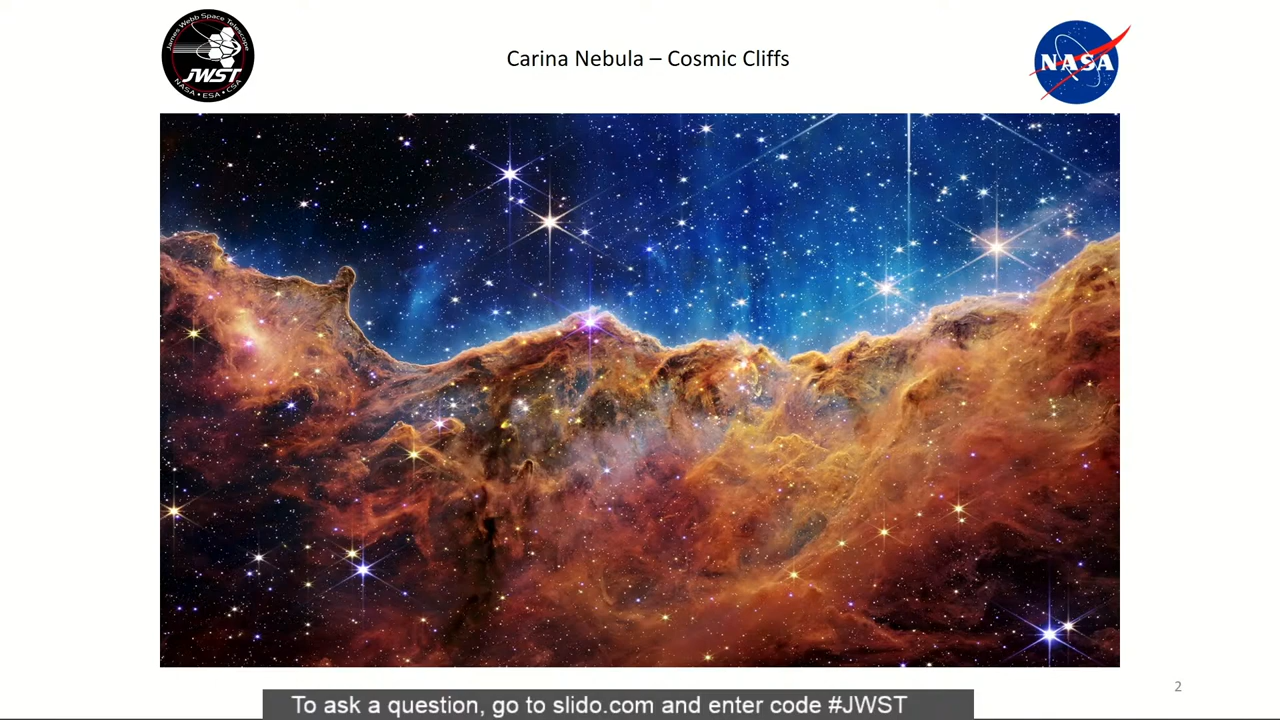 James Webb Space Telescope
JWST
NASA • ESA • CSA
Carina Nebula – Cosmic Cliffs
NASA
2
To ask a question, go to slido.com and enter code #JWST